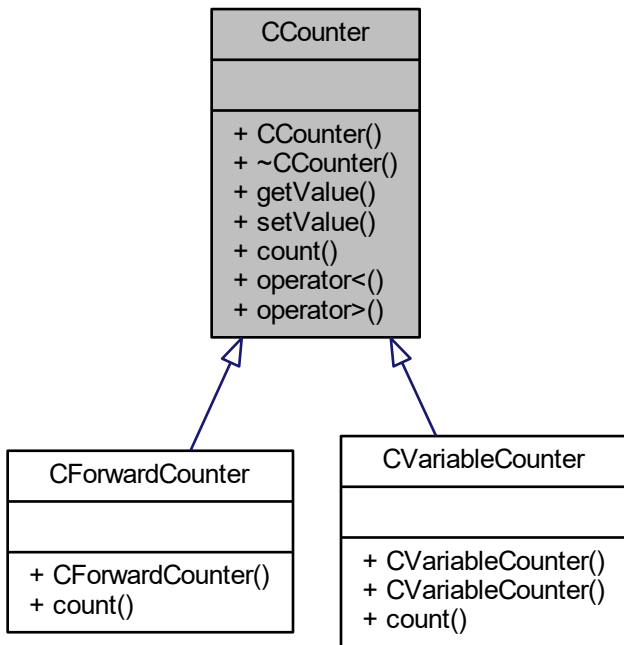 CCounter
+ CCounter()
+ ~CCounter()
+ getValue()
+ setValue()
+ count()
+ operator<()
+ operator>()
CForwardCounter
+ CForwardCounter()
+ count()
CVariableCounter
+ CVariableCounter()
+ CVariableCounter()
+ count()